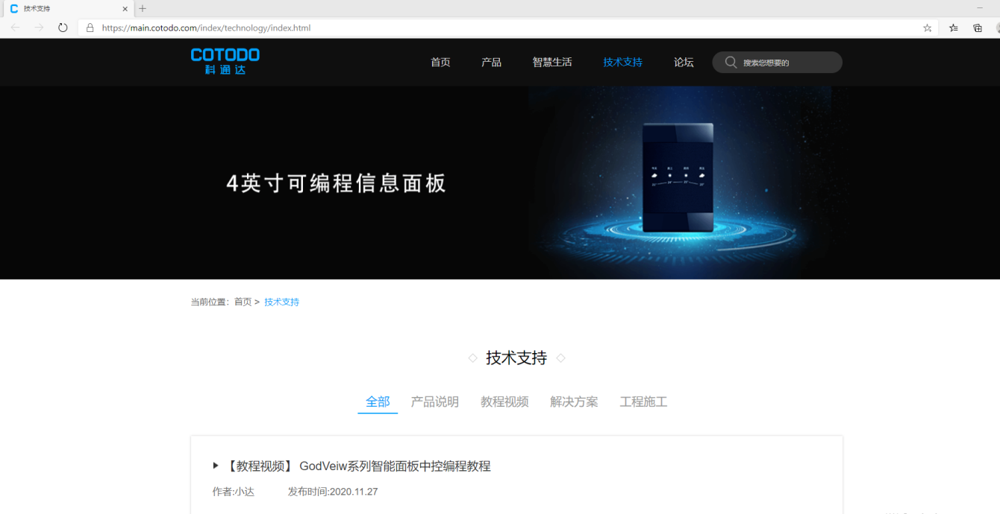 技术支持
https://main.cotodo.com/index/technology/index.html
COTODO
科通达
首页 产品 智慧生活 技术支持 论坛 搜索您想要的
4英寸可编程信息面板
当前位置：首页 > 技术支持
技术支持
全部 产品说明 教程视频 解决方案 工程施工
【教程视频】 GodVeiw系列智能面板中控编程教程
作者:小达 发布时间:2020.11.27